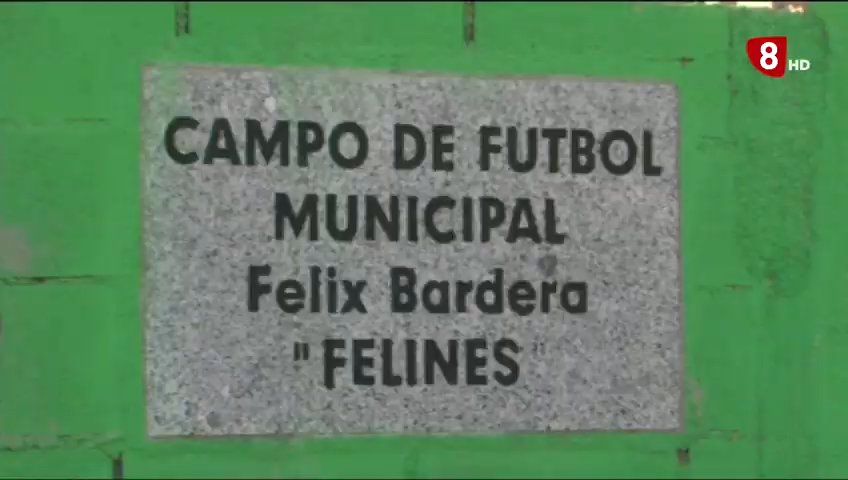 8 HD
CAMPO DE FUTBOL
MUNICIPAL
Felix Bardera
"FELINES"